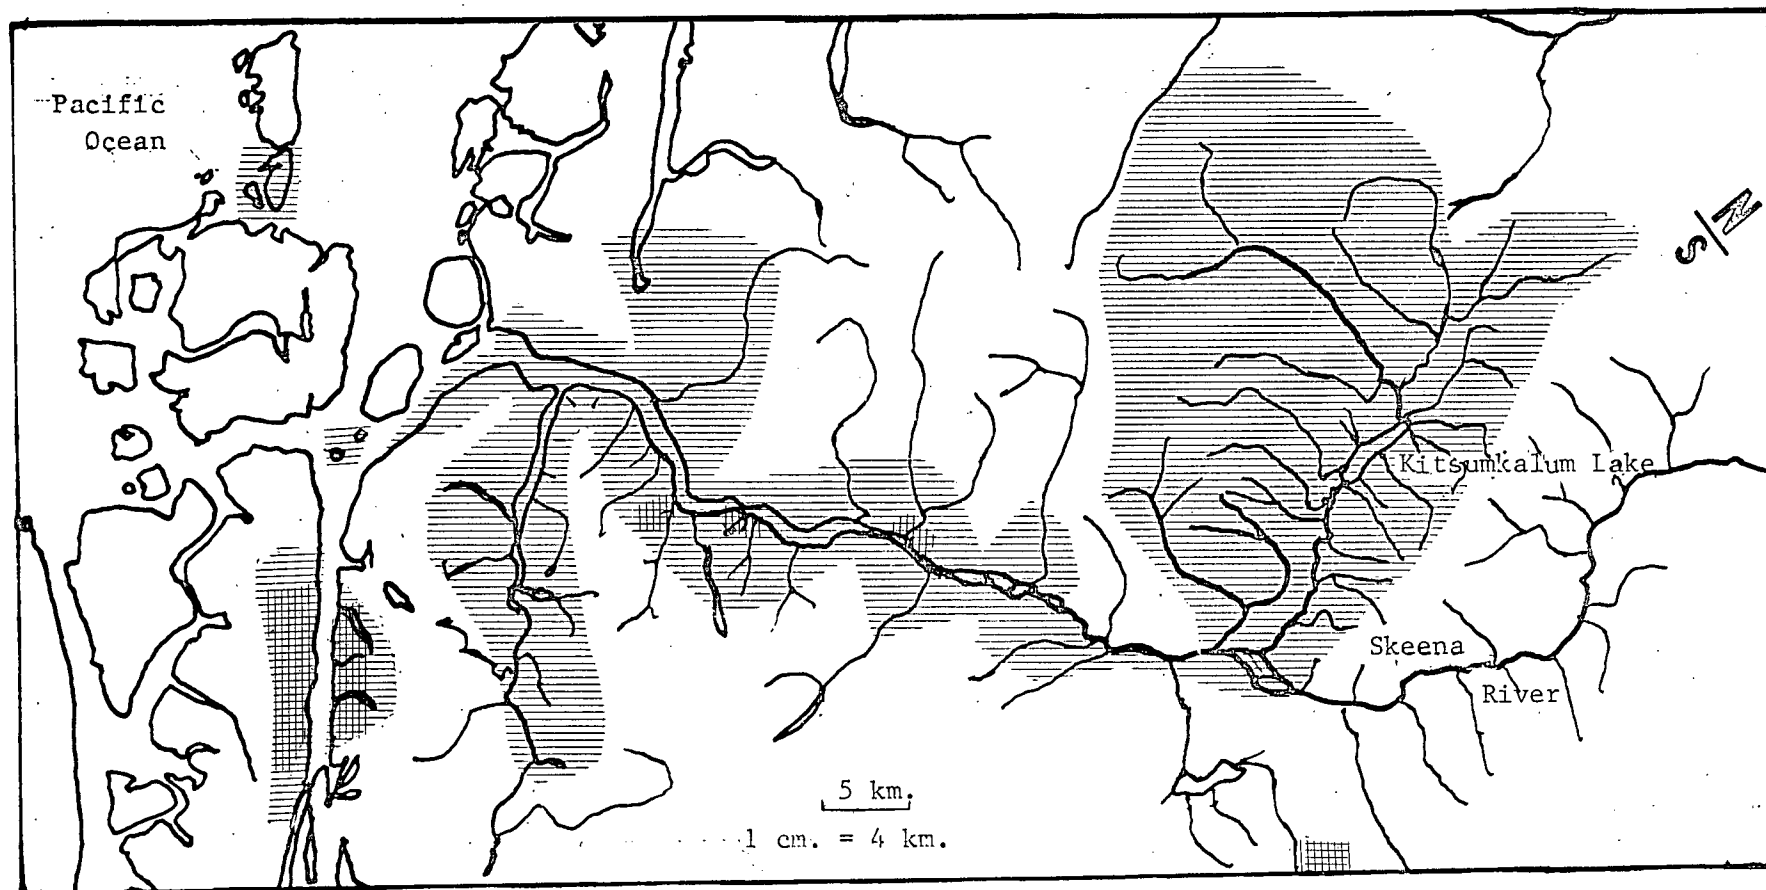 Pacific
Ocean
S/N
Kitsumkalum Lake
Skeena
River
5 km.
1 cm. = 4 km.